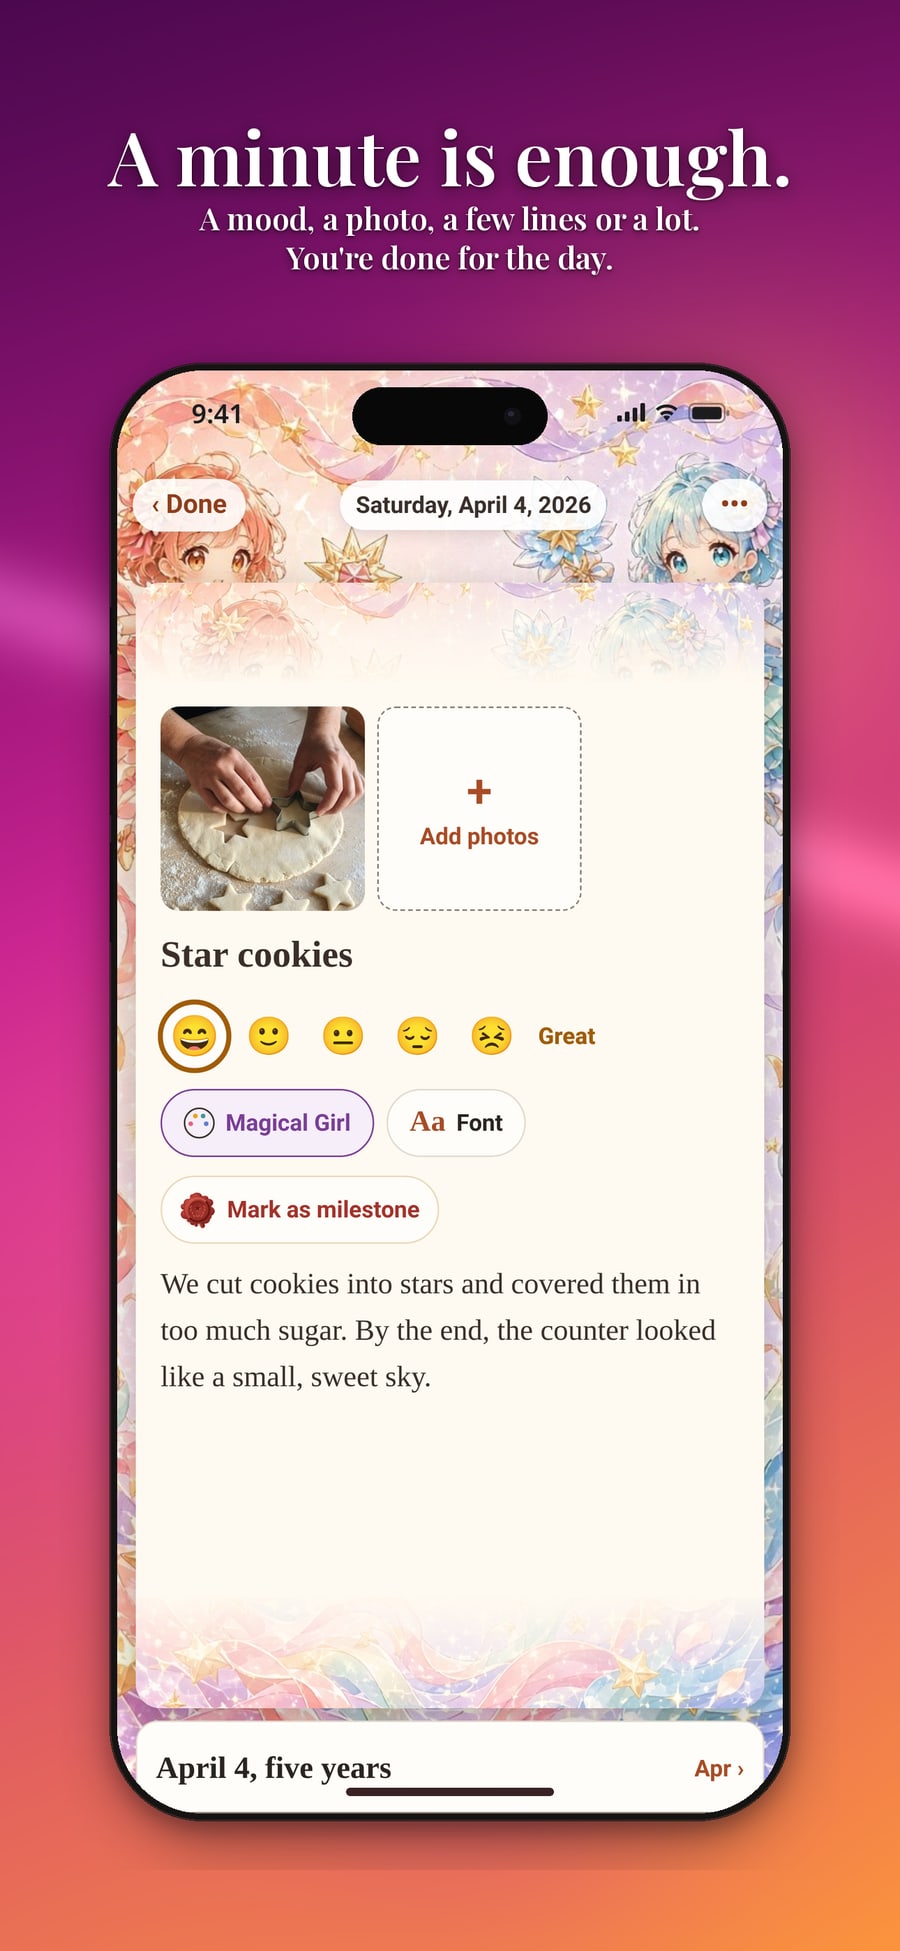 A minute is enough.
A mood, a photo, a few lines or a lot.
You're done for the day.
9:41
‹ Done
Saturday, April 4, 2026
•••
+
Add photos
Star cookies
Great
Magical Girl
Aa Font
Mark as milestone
We cut cookies into stars and covered them in
too much sugar. By the end, the counter looked
like a small, sweet sky.
April 4, five years
Apr ›